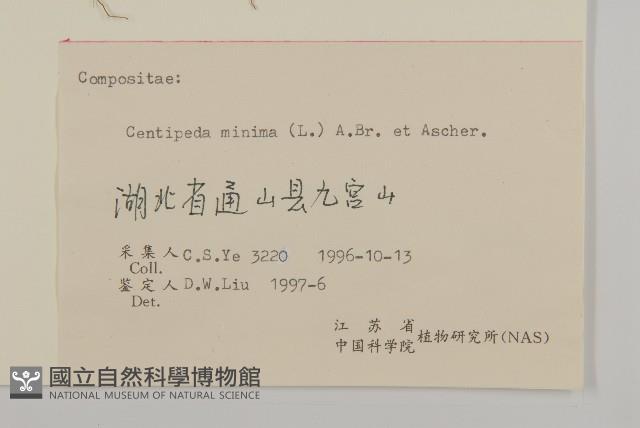 Compositae:
Centipeda minima (L.) A.Br. et Ascher.
湖北省通山县九宫山
采集人 C.S.Ye 3220 1996-10-13
Coll.
鉴定人 D.W.Liu 1997-6
Det.
江苏省
中国科学院 植物研究所(NAS)
國立自然科學博物館
NATIONAL MUSEUM OF NATURAL SCIENCE